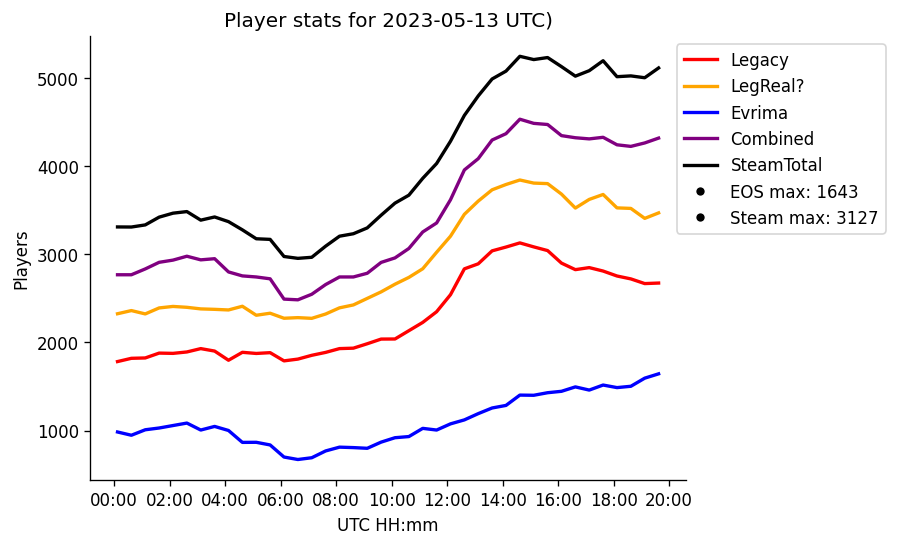 Player stats for 2023-05-13 UTC)
Legacy
LegReal?
Evrima
Combined
SteamTotal
EOS max: 1643
Steam max: 3127
Players
5000
4000
3000
2000
1000
00:00 02:00 04:00 06:00 08:00 10:00 12:00 14:00 16:00 18:00 20:00
UTC HH:mm